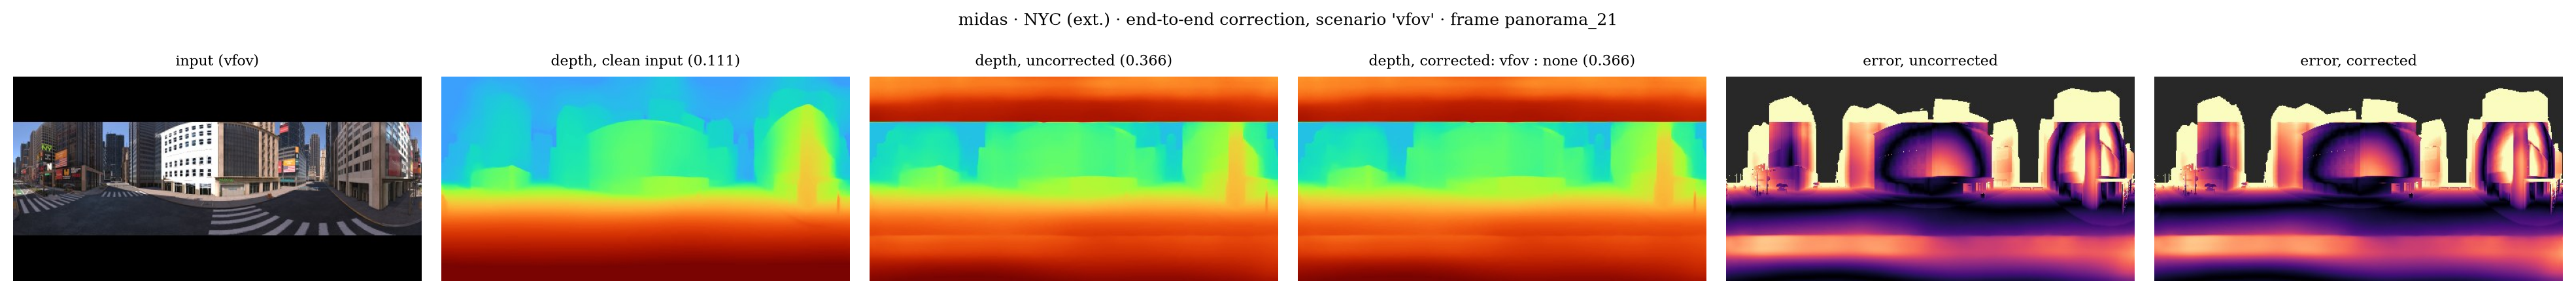 midas · NYC (ext.) · end-to-end correction, scenario 'vfov' · frame panorama_21
input (vfov)
depth, clean input (0.111)
depth, uncorrected (0.366)
depth, corrected: vfov : none (0.366)
error, uncorrected
error, corrected